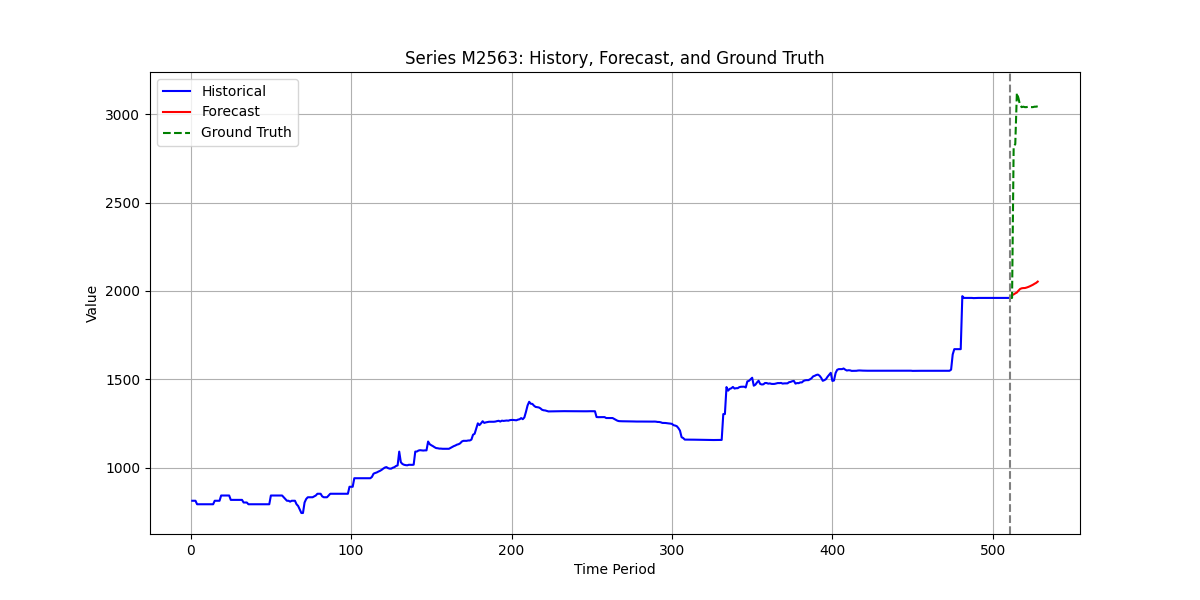 Series M2563: History, Forecast, and Ground Truth
Historical
Forecast
Ground Truth
3000
2500
2000
1500
1000
Value
0 100 200 300 400 500
Time Period